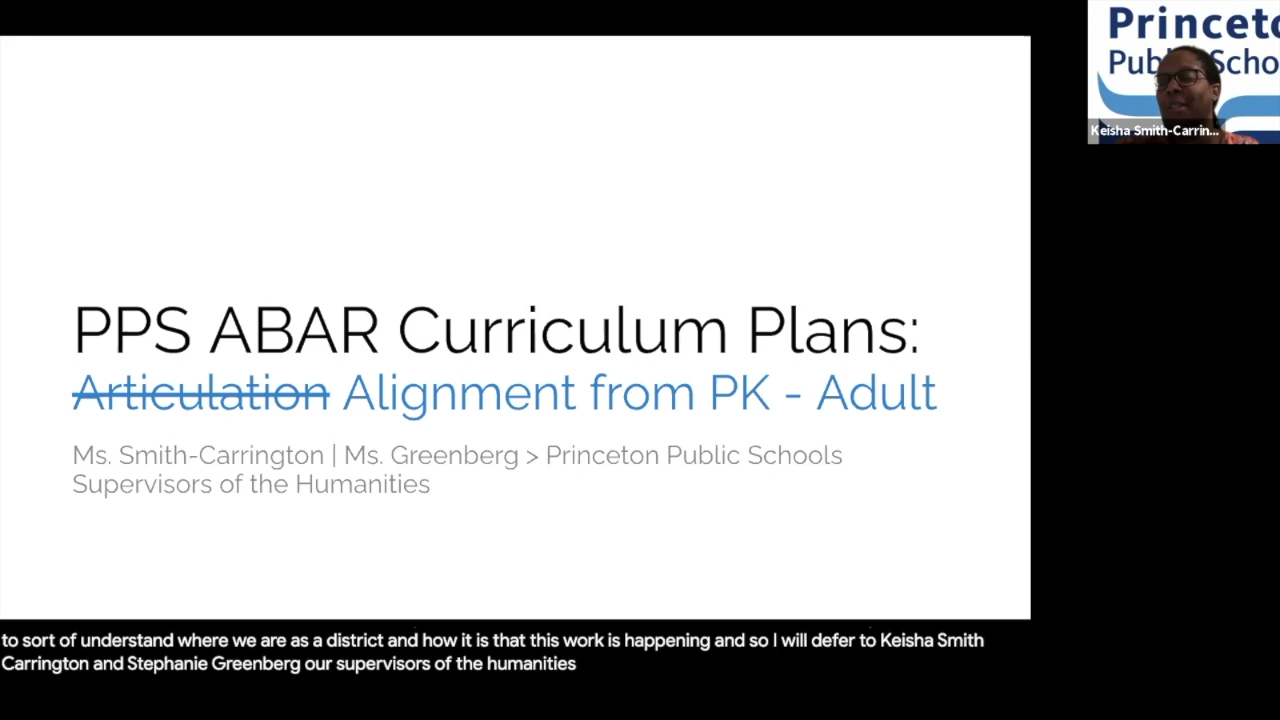 Princeto
Pub Scho
Keisha Smith-Carrin...
PPS ABAR Curriculum Plans:
Articulation Alignment from PK - Adult
Ms. Smith-Carrington | Ms. Greenberg > Princeton Public Schools
Supervisors of the Humanities
to sort of understand where we are as a district and how it is that this work is happening and so I will defer to Keisha Smith
Carrington and Stephanie Greenberg our supervisors of the humanities